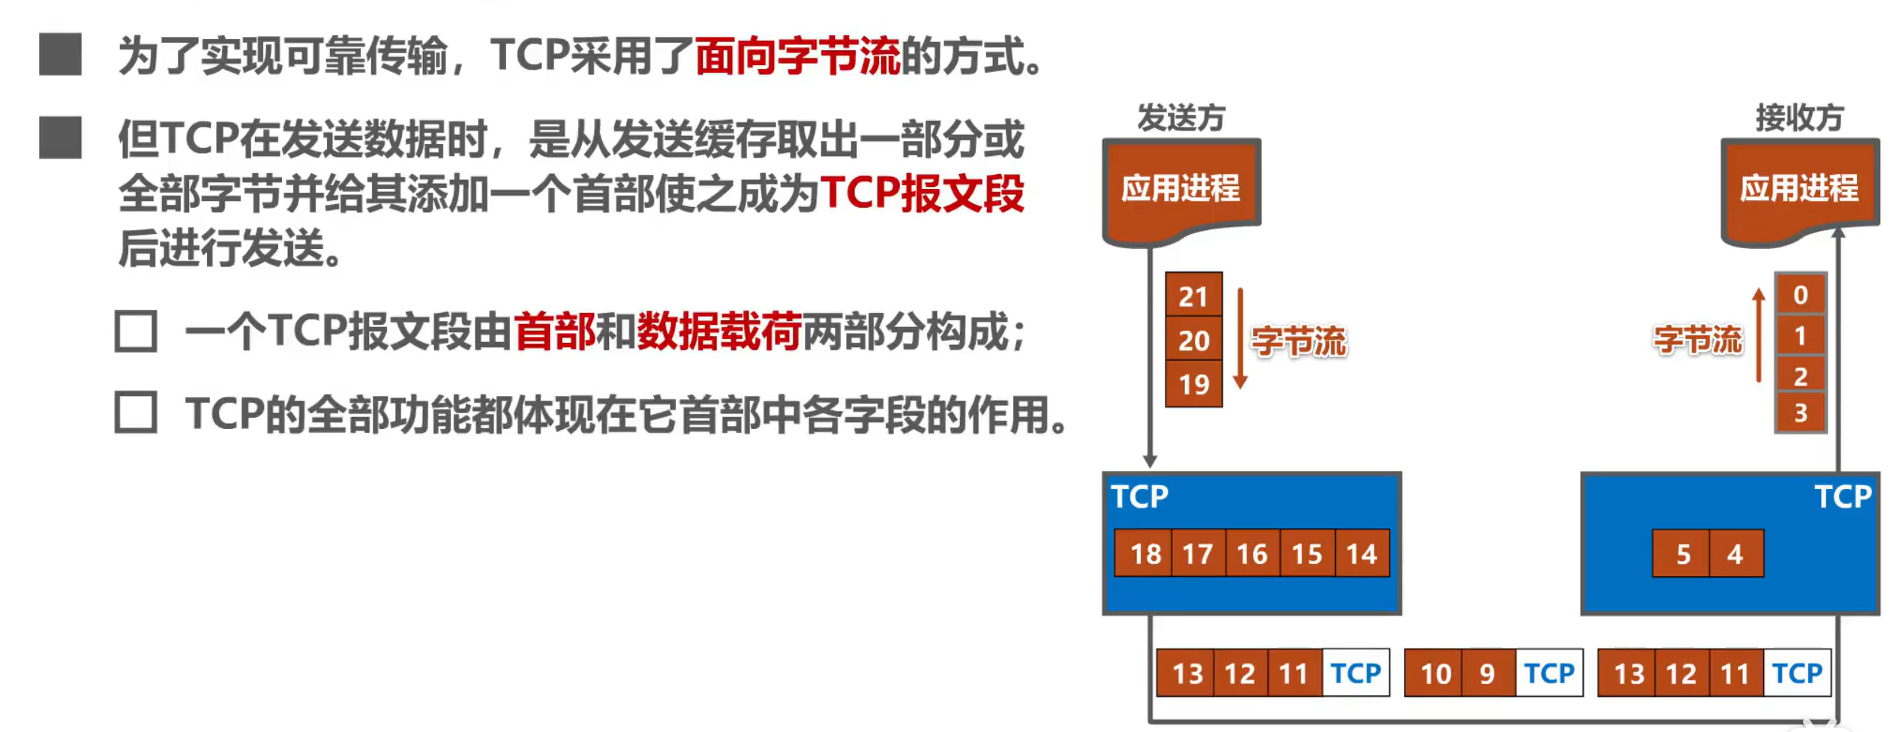 为了实现可靠传输，TCP采用了面向字节流的方式。
但TCP在发送数据时，是从发送缓存取出一部分或
全部字节并给其添加一个首部使之成为TCP报文段
后进行发送。
一个TCP报文段由首部和数据载荷两部分构成；
TCP的全部功能都体现在它首部中各字段的作用。
发送方
应用进程
21
20
19
字节流
TCP
18 17 16 15 14
接收方
应用进程
字节流
0
1
2
3
TCP
5 4
13 12 11 TCP
10 9 TCP
13 12 11 TCP